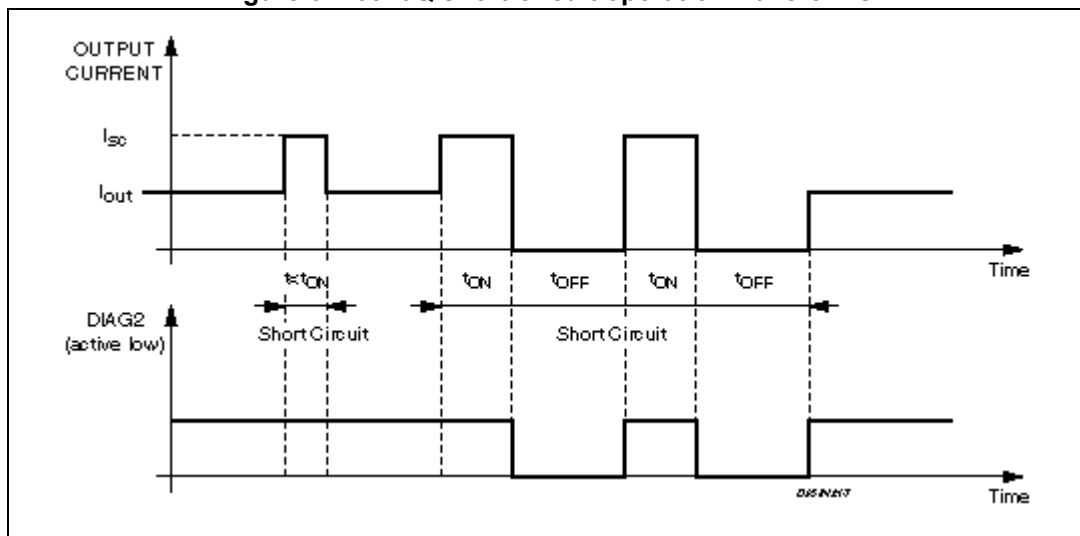 OUTPUT
CURRENT
Isc
Iout
Time
t<tON
tON
tOFF
tON
tOFF
DIAG2
(active low)
Short Circuit
Short Circuit
Time